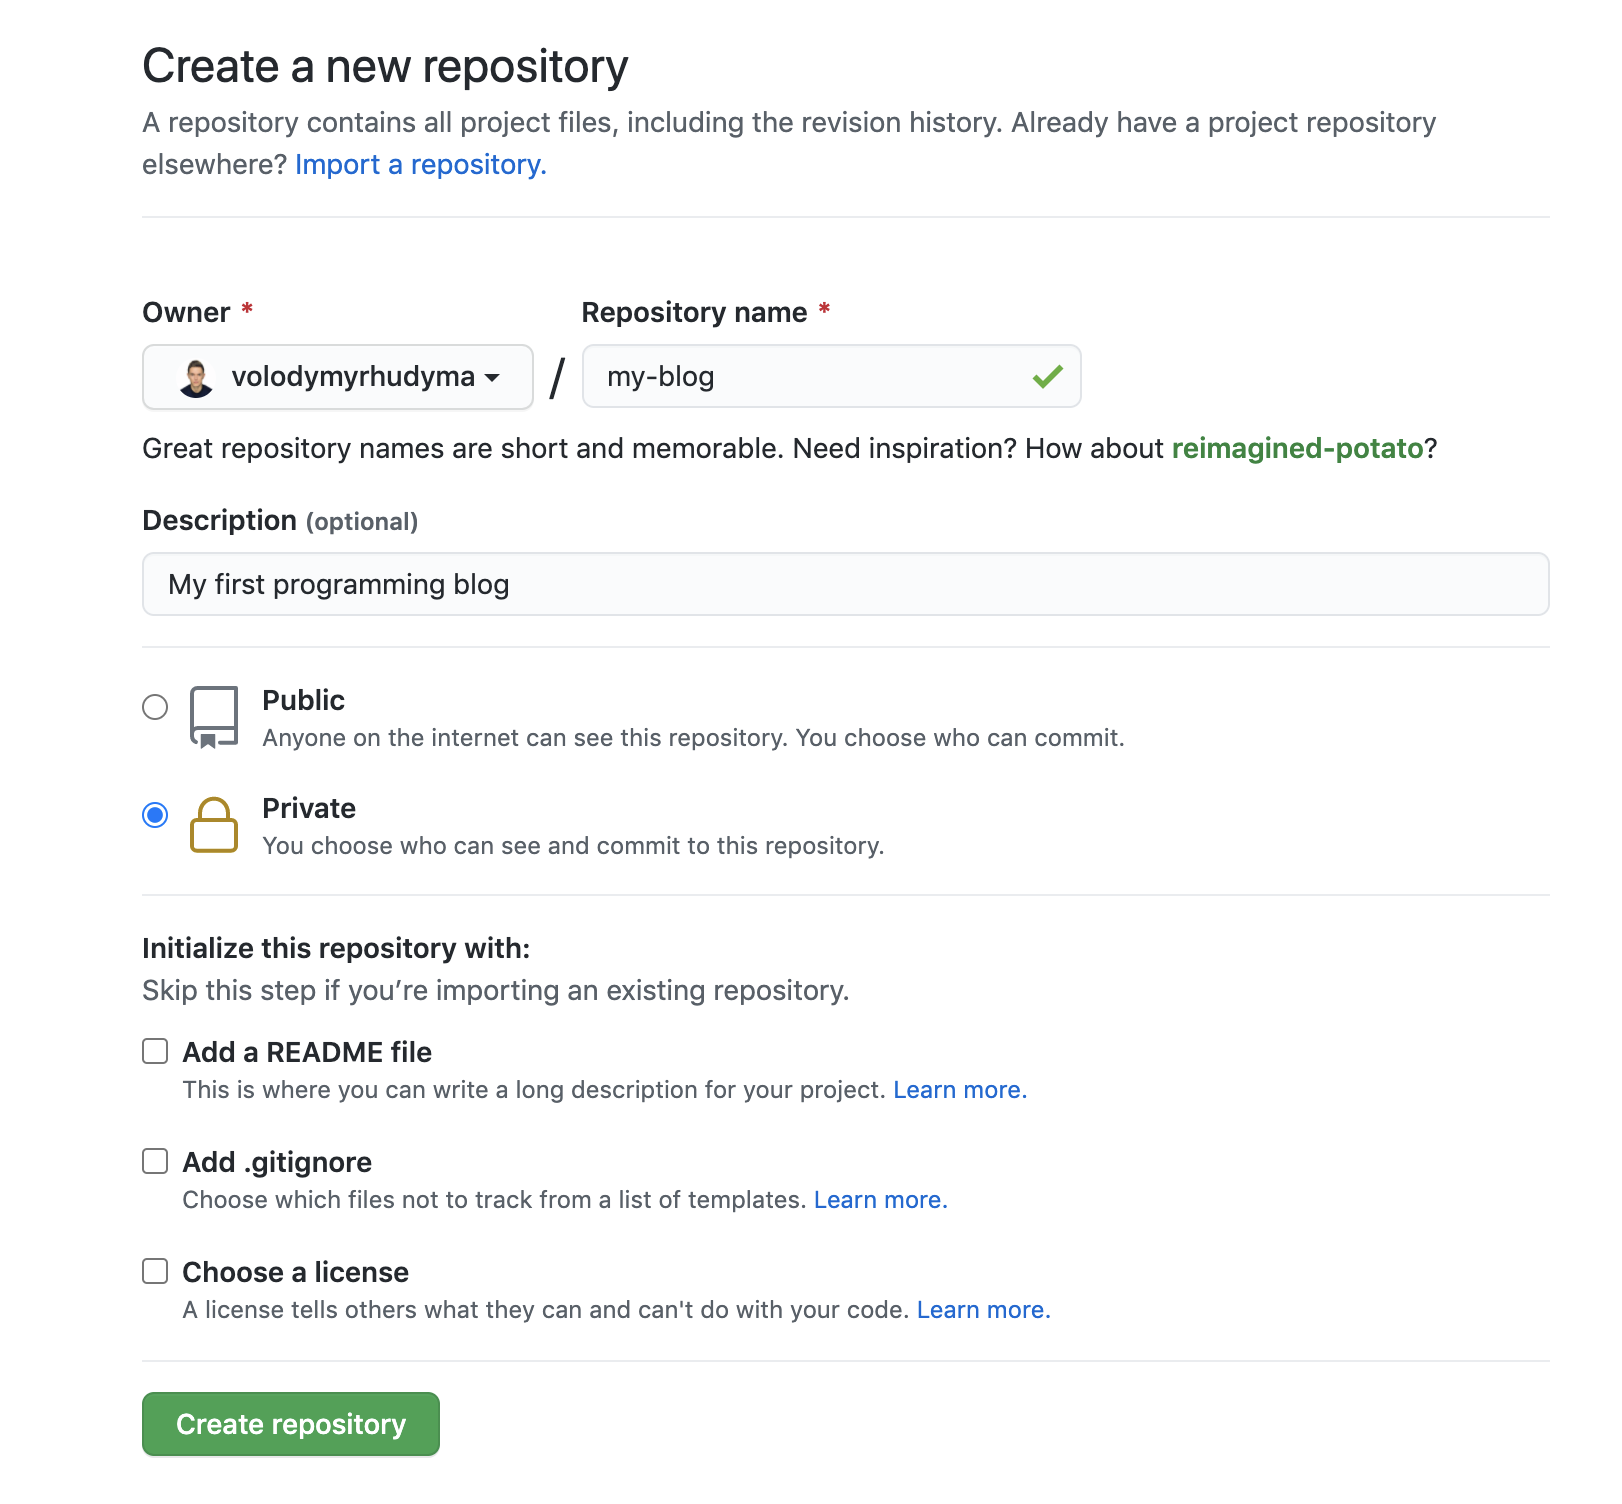 Create a new repository
A repository contains all project files, including the revision history. Already have a project repository
elsewhere? Import a repository.
Owner * Repository name *
volodymyrhudyma / my-blog
Great repository names are short and memorable. Need inspiration? How about reimagined-potato?
Description (optional)
My first programming blog
Public
Anyone on the internet can see this repository. You choose who can commit.
Private
You choose who can see and commit to this repository.
Initialize this repository with:
Skip this step if you’re importing an existing repository.
Add a README file
This is where you can write a long description for your project. Learn more.
Add .gitignore
Choose which files not to track from a list of templates. Learn more.
Choose a license
A license tells others what they can and can't do with your code. Learn more.
Create repository